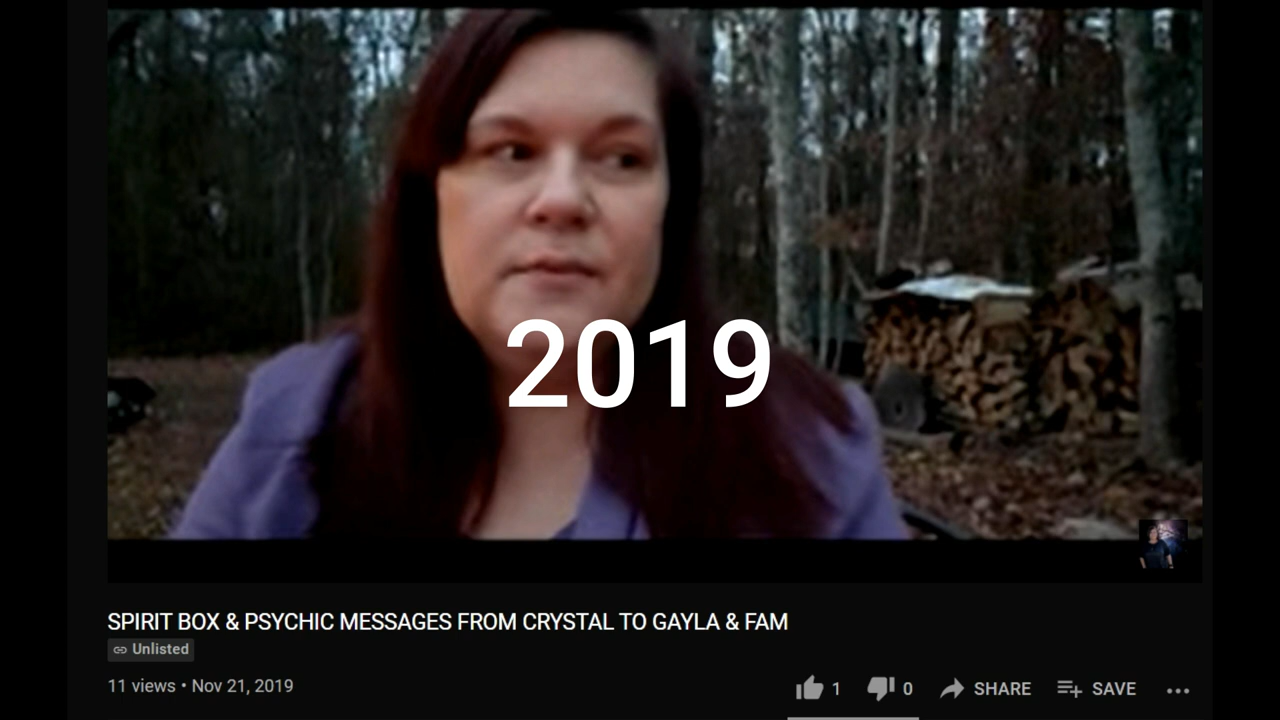 2019
SPIRIT BOX & PSYCHIC MESSAGES FROM CRYSTAL TO GAYLA & FAM
Unlisted
11 views • Nov 21, 2019
1
0
SHARE
SAVE